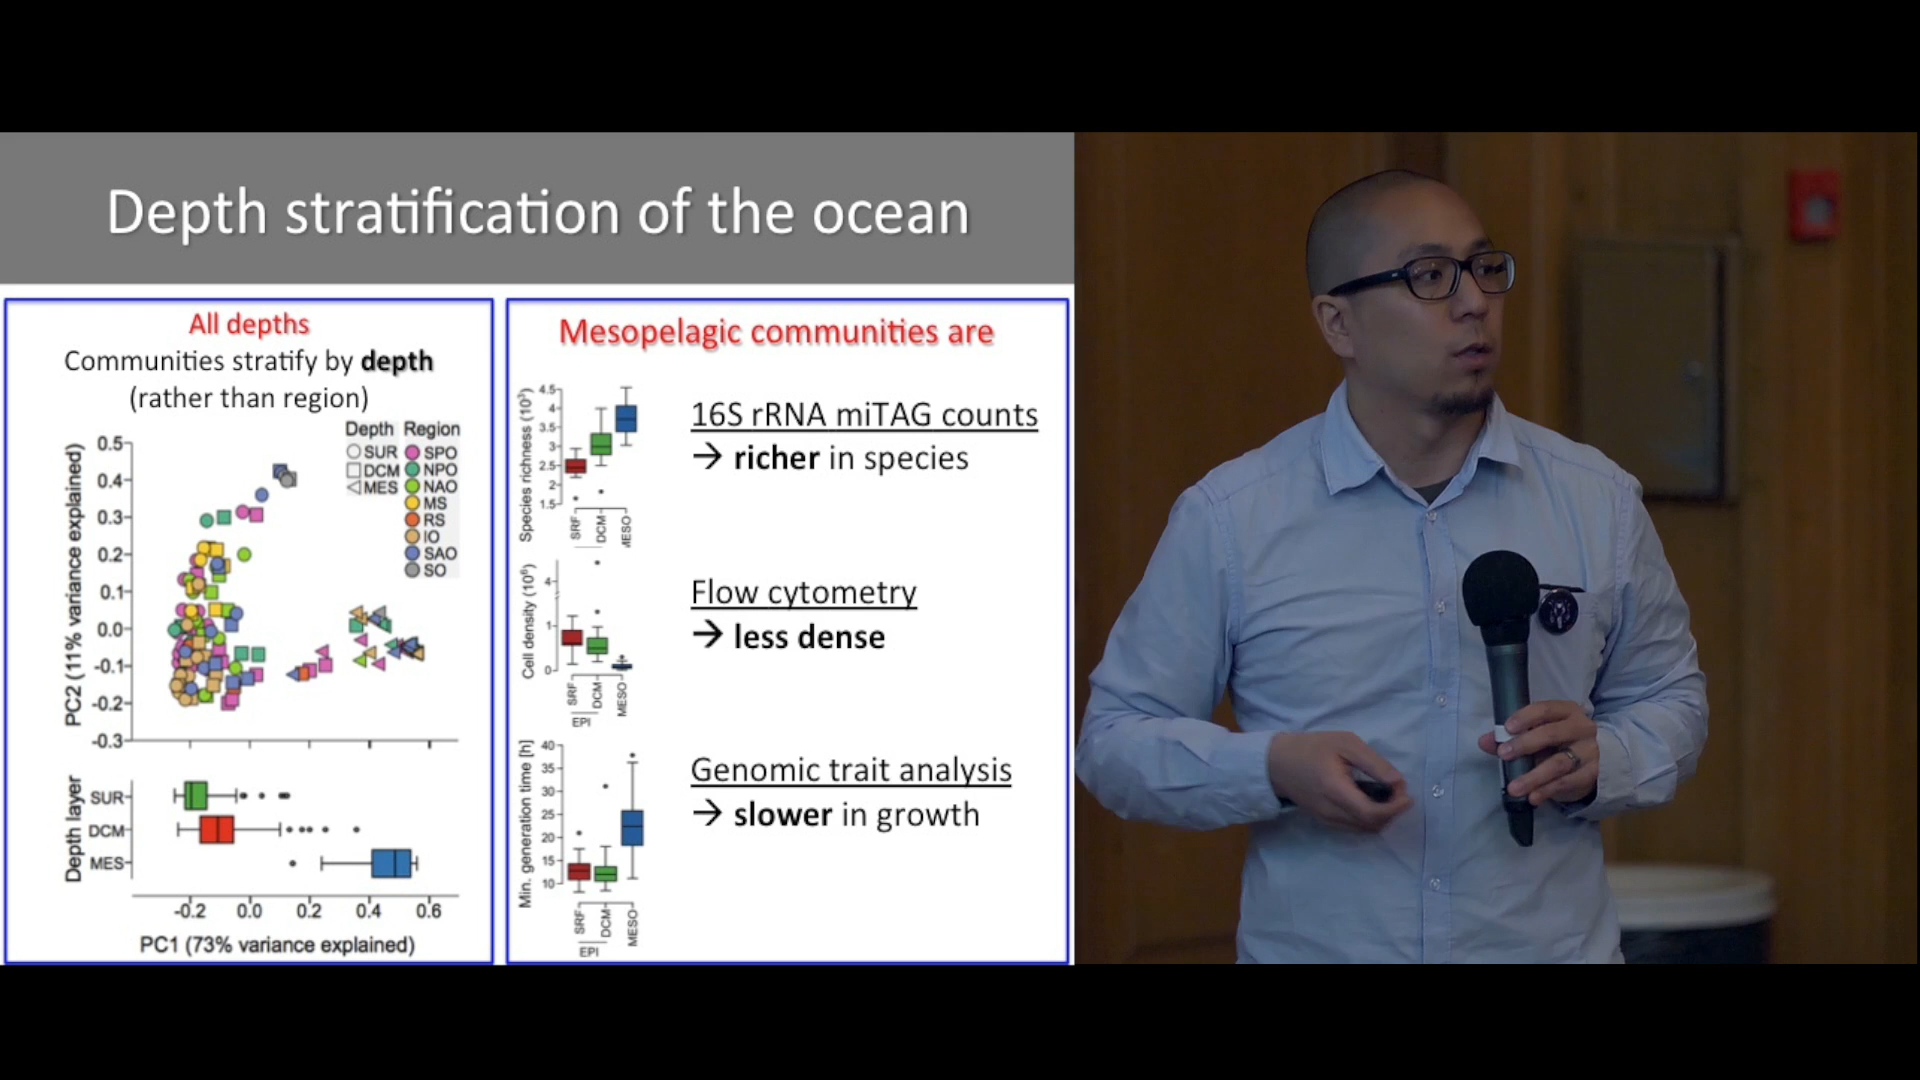 Depth stratification of the ocean
All depths
Communities stratify by depth
(rather than region)
Depth Region
SUR SPO
DCM NPO
MES NAO
MS
RS
IO
SAO
SO
PC2 (11% variance explained)
0.5
0.4
0.3
0.2
0.1
0.0
-0.1
-0.2
-0.3
Depth layer
SUR
DCM
MES
-0.2 0.0 0.2 0.4 0.6
PC1 (73% variance explained)
Mesopelagic communities are
Species richness (10³)
4.5
4
3.5
3
2.5
2
1.5
SRF DCM MESO
16S rRNA miTAG counts
→ richer in species
Cell density (10⁶)
4
1
0
SRF DCM MESO
EPI
Flow cytometry
→ less dense
Min. generation time [h]
40
35
30
25
20
15
10
SRF DCM MESO
EPI
Genomic trait analysis
→ slower in growth